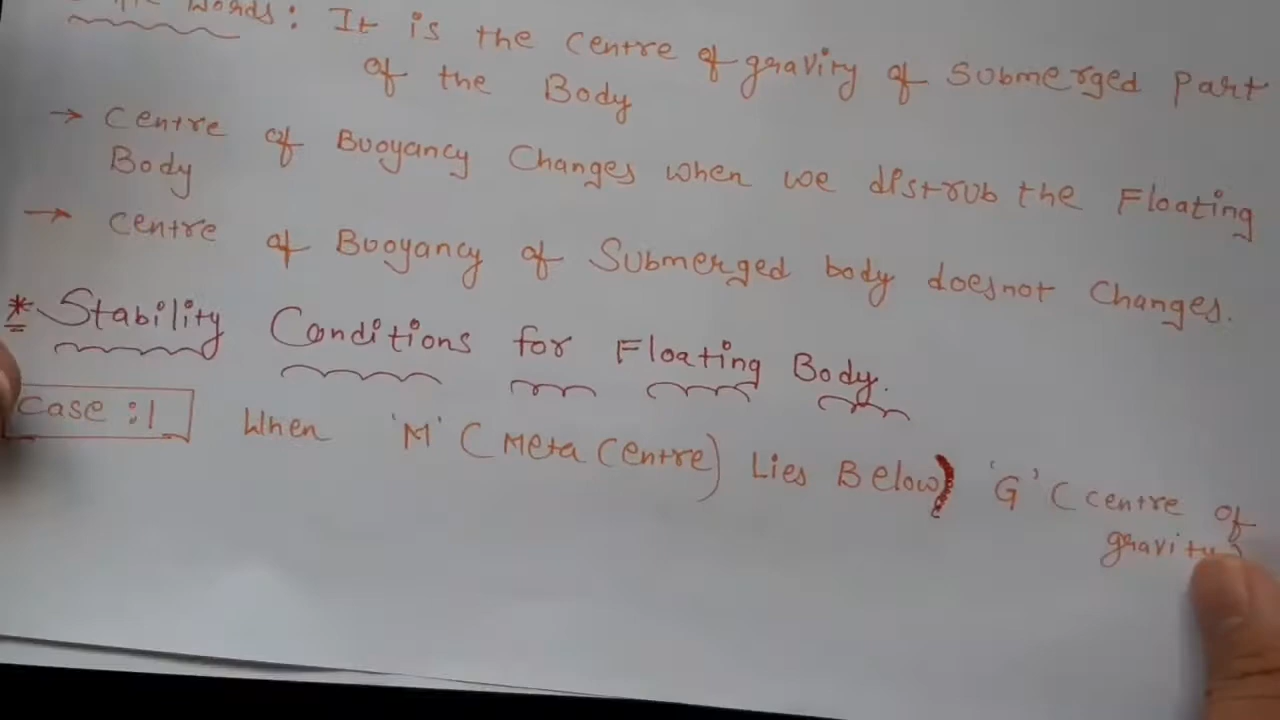 Words: It is the centre of gravity of submerged part
of the Body
→ Centre of Buoyancy Changes when we distrub the Floating
Body
→ Centre of Buoyancy of Submerged body doesnot Changes.
* Stability Conditions for Floating Body.
Case :1 When 'M' (Meta Centre) Lies Below 'G' (centre of
gravity)